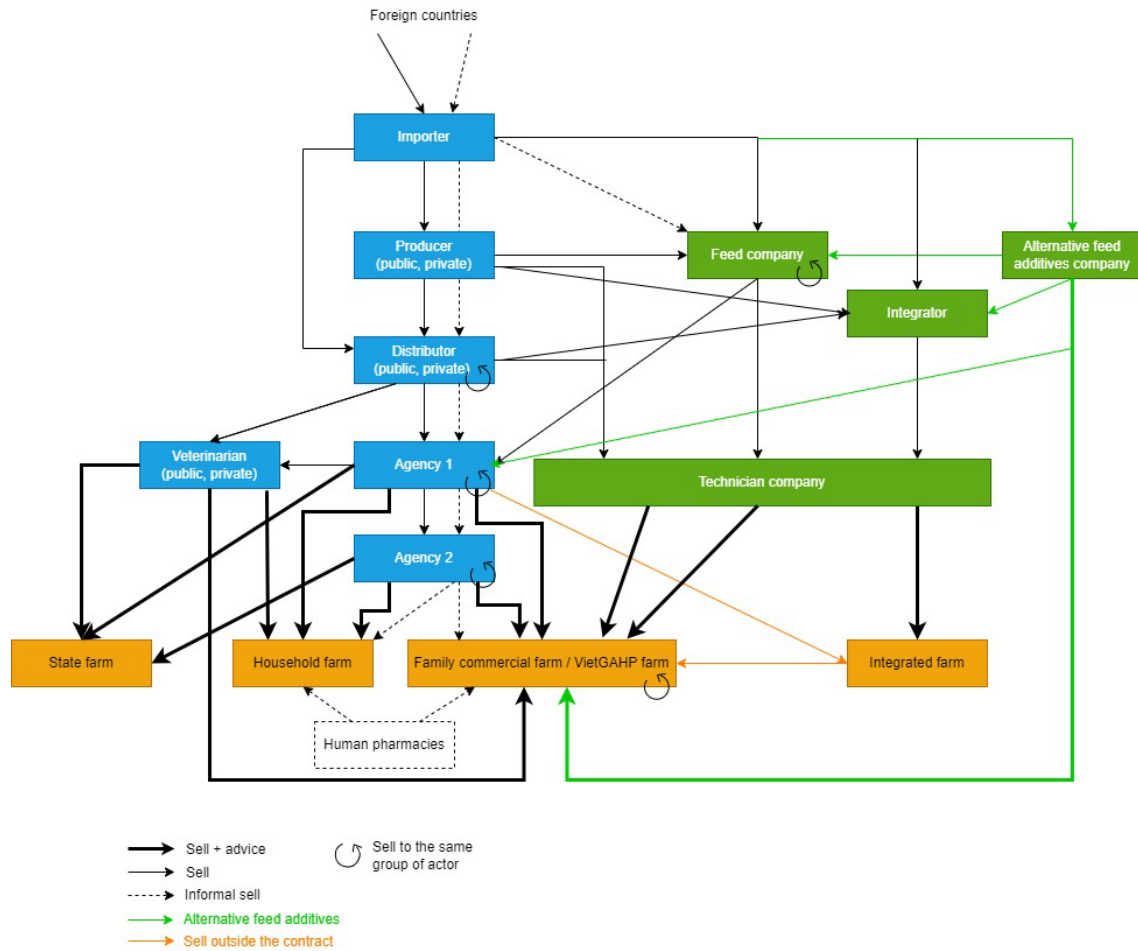 Foreign countries
Importer
Producer
(public, private)
Feed company
Alternative feed
additives company
Integrator
Distributor
(public, private)
Veterinarian
(public, private)
Agency 1
Technician company
Agency 2
State farm
Household farm
Family commercial farm / VietGAHP farm
Integrated farm
Human pharmacies
Sell + advice
Sell to the same
group of actor
Sell
Informal sell
Alternative feed additives
Sell outside the contract